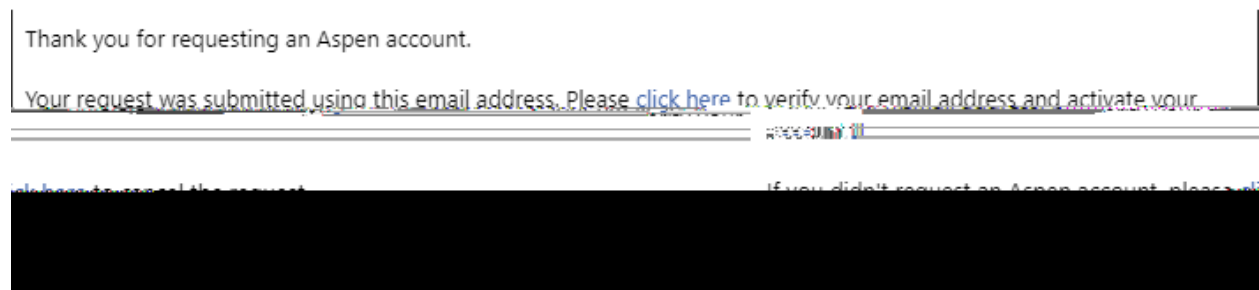 Thank you for requesting an Aspen account.
Your request was submitted using this email address. Please click here to verify your email address and activate your
account
If you didn't request an Aspen account, please
here to cancel the request